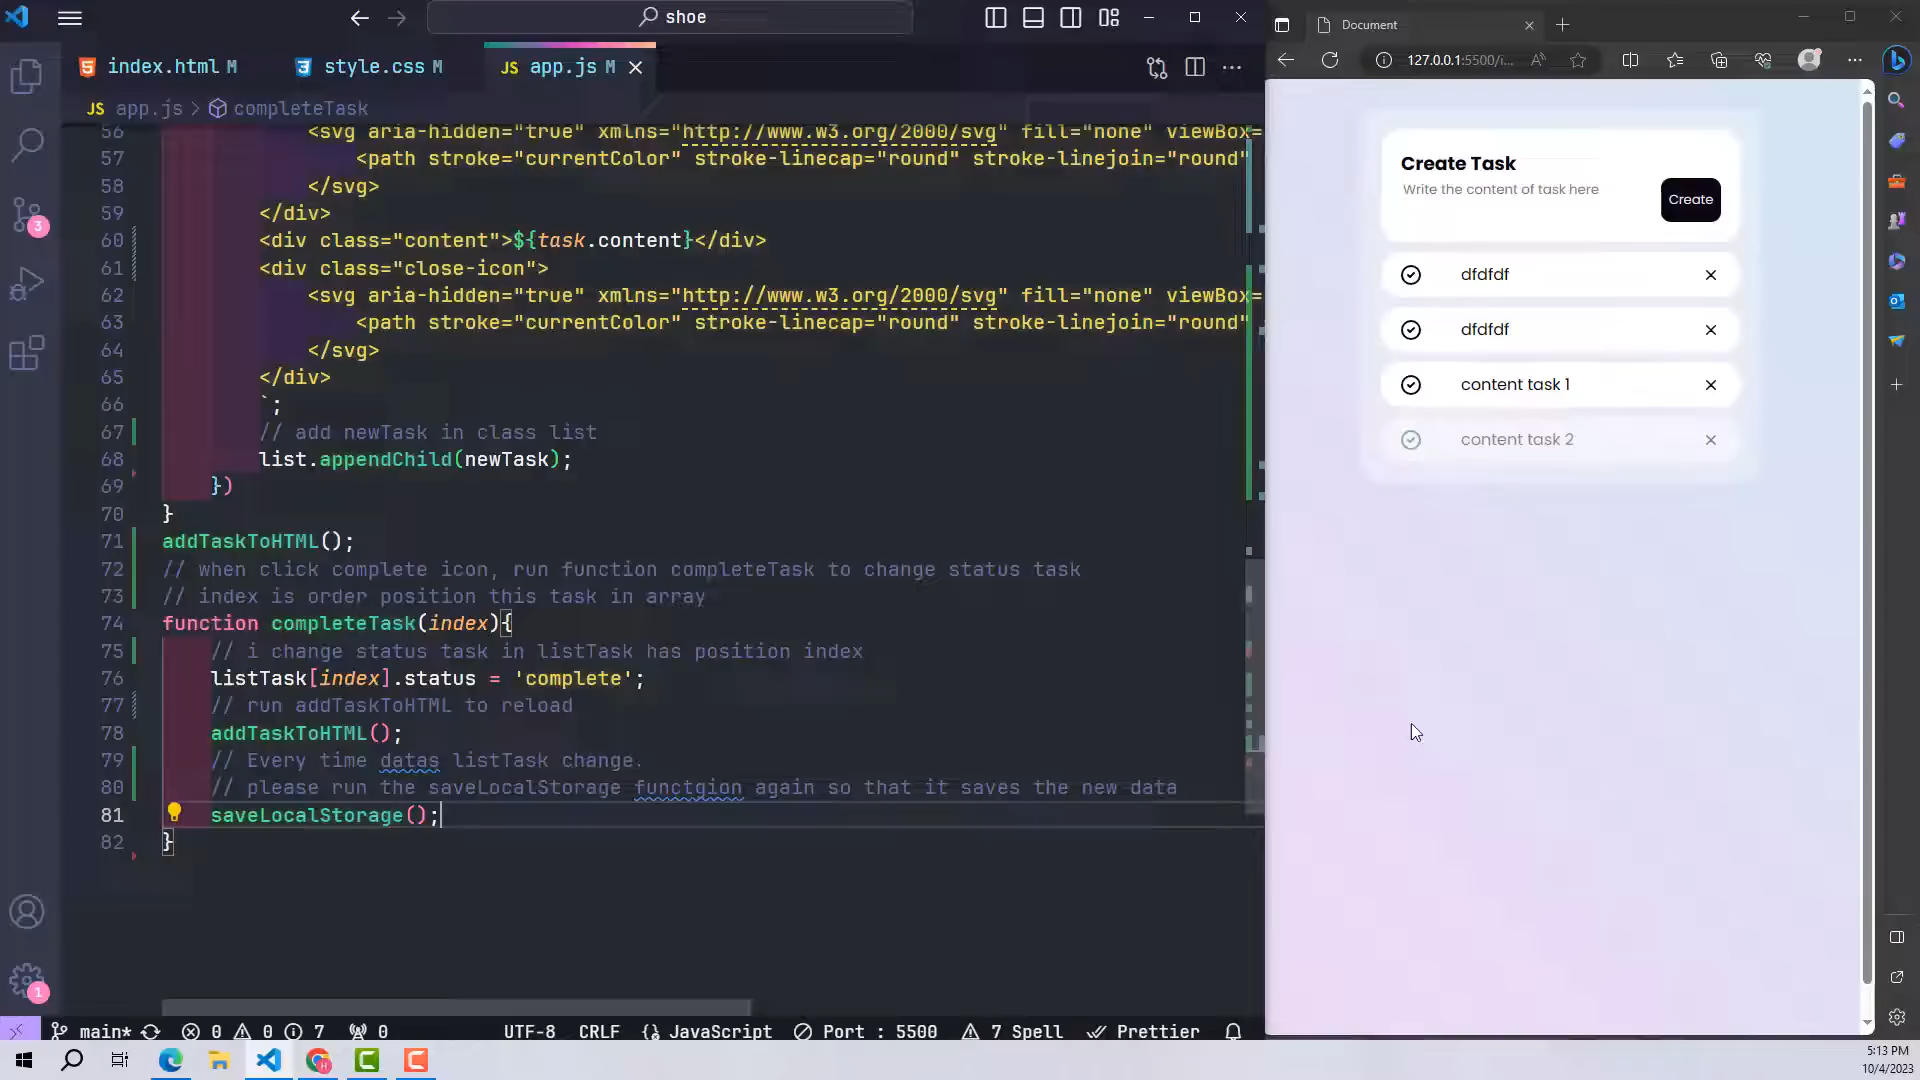 shoe
index.html M
style.css M
JS app.js M
JS app.js > completeTask
56 <svg aria-hidden="true" xmlns="http://www.w3.org/2000/svg" fill="none" viewBox=
57 <path stroke="currentColor" stroke-linecap="round" stroke-linejoin="round"
58 </svg>
59 </div>
60 <div class="content">${task.content}</div>
61 <div class="close-icon">
62 <svg aria-hidden="true" xmlns="http://www.w3.org/2000/svg" fill="none" viewBox=
63 <path stroke="currentColor" stroke-linecap="round" stroke-linejoin="round"
64 </svg>
65 </div>
66 `;
67 // add newTask in class list
68 list.appendChild(newTask);
69 })
70 }
71 addTaskToHTML();
72 // when click complete icon, run function completeTask to change status task
73 // index is order position this task in array
74 function completeTask(index){
75 // i change status task in listTask has position index
76 listTask[index].status = 'complete';
77 // run addTaskToHTML to reload
78 addTaskToHTML();
79 // Every time datas listTask change.
80 // please run the saveLocalStorage functgion again so that it saves the new data
81 saveLocalStorage();
82 }
3
1
main* 0 0 7 0
UTF-8 CRLF {} JavaScript Port : 5500 7 Spell Prettier
Document
127.0.0.1:5500/i...
Create Task
Write the content of task here
Create
dfdfdf
dfdfdf
content task 1
content task 2
5:13 PM
10/4/2023